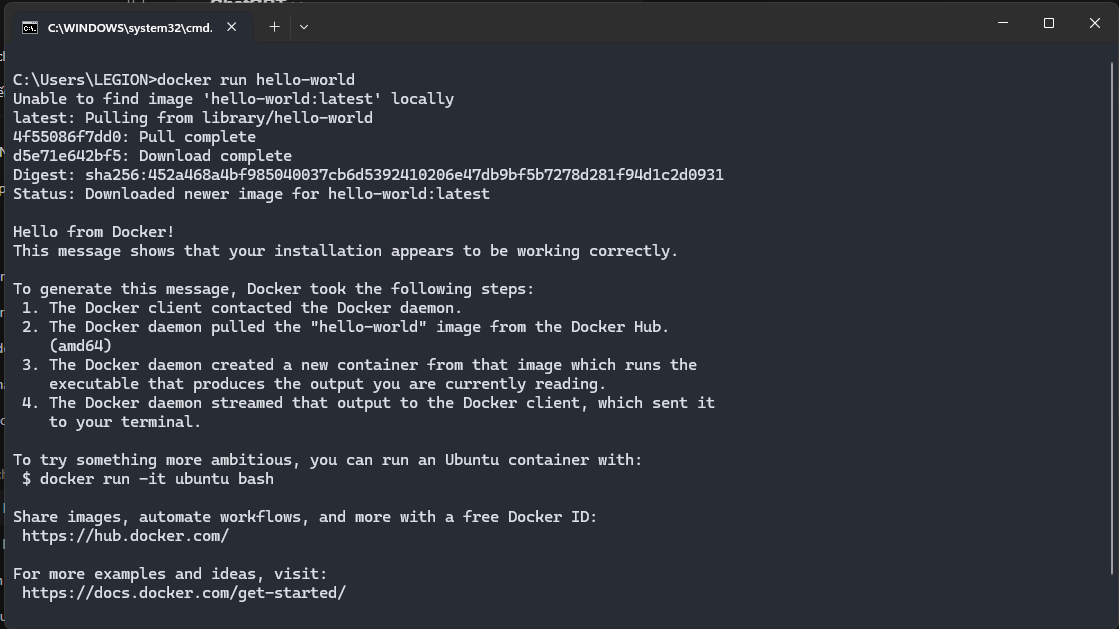 C:\WINDOWS\system32\cmd.
C:\Users\LEGION>docker run hello-world
Unable to find image 'hello-world:latest' locally
latest: Pulling from library/hello-world
4f55086f7dd0: Pull complete
d5e71e642bf5: Download complete
Digest: sha256:452a468a4bf985040037cb6d5392410206e47db9bf5b7278d281f94d1c2d0931
Status: Downloaded newer image for hello-world:latest
Hello from Docker!
This message shows that your installation appears to be working correctly.
To generate this message, Docker took the following steps:
1. The Docker client contacted the Docker daemon.
2. The Docker daemon pulled the "hello-world" image from the Docker Hub.
(amd64)
3. The Docker daemon created a new container from that image which runs the
executable that produces the output you are currently reading.
4. The Docker daemon streamed that output to the Docker client, which sent it
to your terminal.
To try something more ambitious, you can run an Ubuntu container with:
$ docker run -it ubuntu bash
Share images, automate workflows, and more with a free Docker ID:
https://hub.docker.com/
For more examples and ideas, visit:
https://docs.docker.com/get-started/